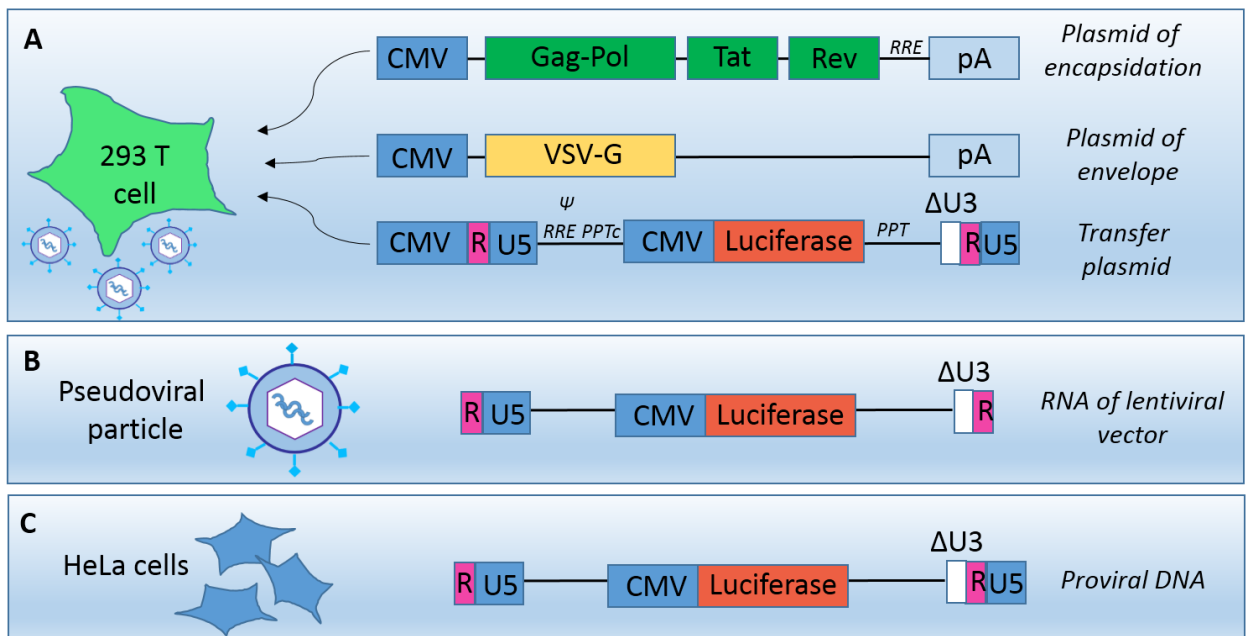 A
CMV Gag-Pol Tat Rev RRE pA
Plasmid of
encapsidation
293 T
cell
CMV VSV-G pA
Plasmid of
envelope
Ψ
ΔU3
CMV R U5 RRE PPTc CMV Luciferase PPT R U5
Transfer
plasmid
B
Pseudoviral
particle
ΔU3
R U5 CMV Luciferase R
RNA of lentiviral
vector
C
HeLa cells
ΔU3
R U5 CMV Luciferase R U5
Proviral DNA